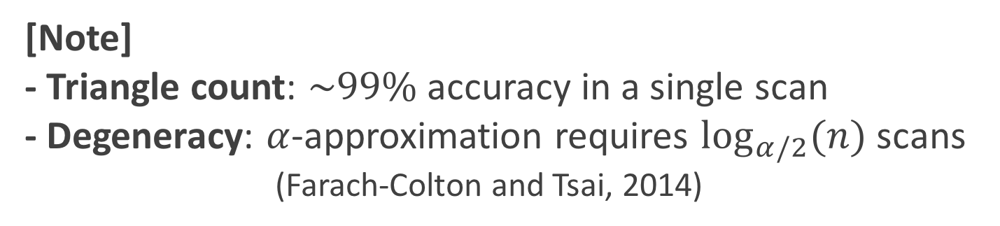 [Note]
- Triangle count: ~99% accuracy in a single scan
- Degeneracy: α-approximation requires log_{α/2}(n) scans
(Farach-Colton and Tsai, 2014)